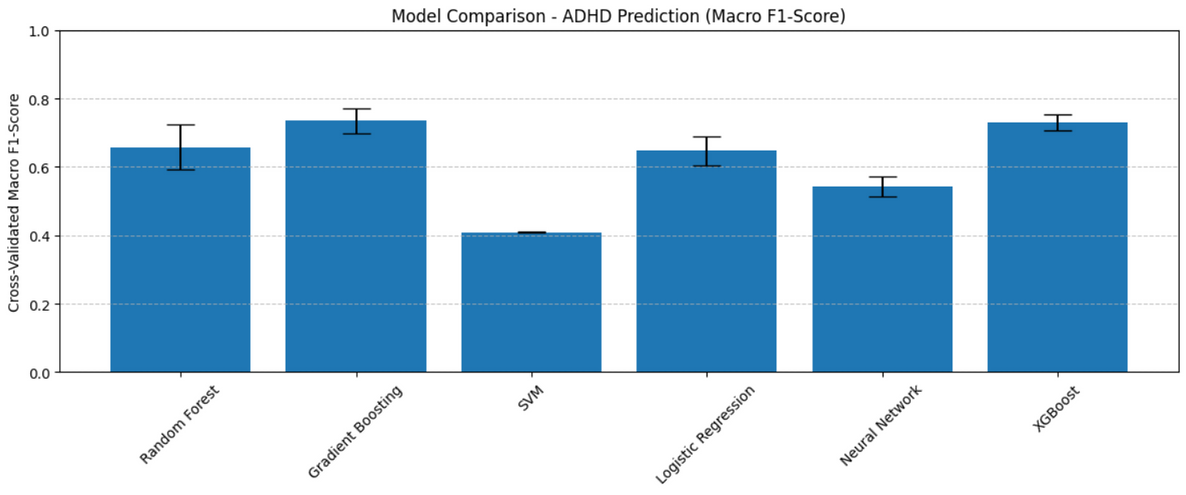 Model Comparison - ADHD Prediction (Macro F1-Score)
Cross-Validated Macro F1-Score
1.0
0.8
0.6
0.4
0.2
0.0
Random Forest
Gradient Boosting
SVM
Logistic Regression
Neural Network
XGBoost